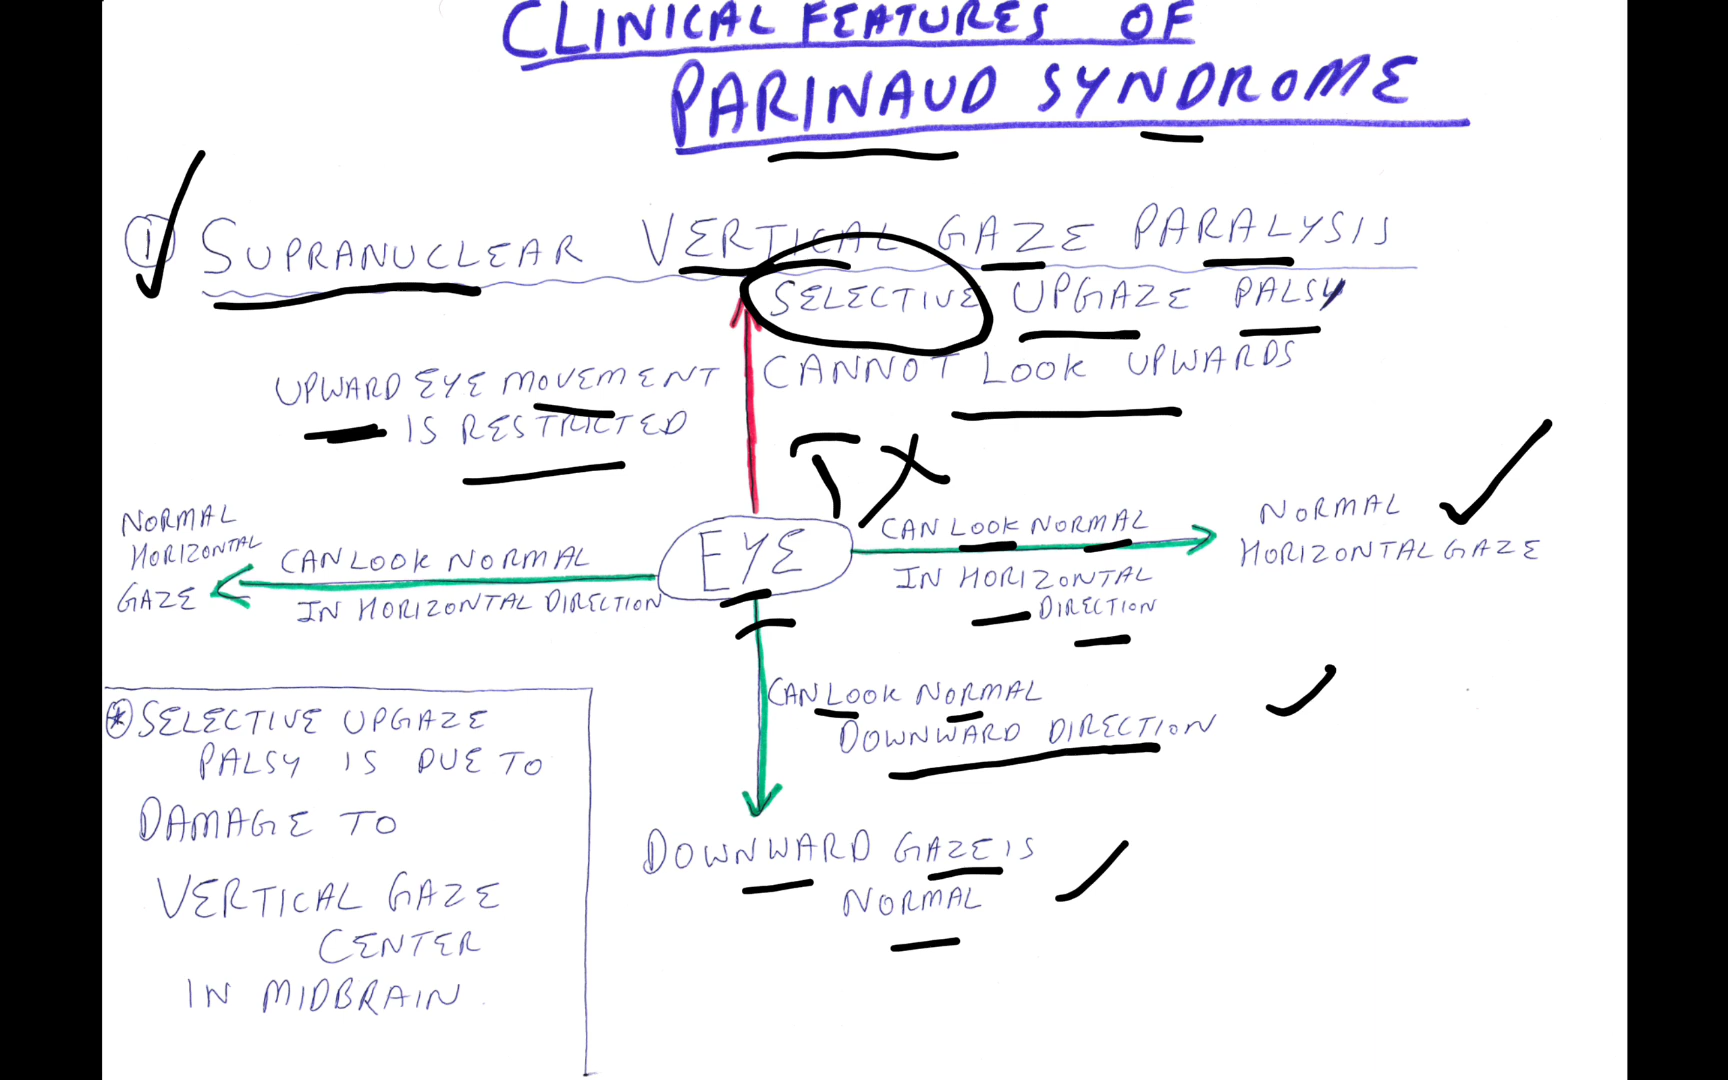 CLINICAL FEATURES OF
PARINAUD SYNDROME
① SUPRANUCLEAR VERTICAL GAZE PARALYSIS
SELECTIVE UPGAZE PALSY
CANNOT LOOK UPWARDS
UPWARD EYE MOVEMENT
IS RESTRICTED
EYE
NORMAL
HORIZONTAL
GAZE
CAN LOOK NORMAL
IN HORIZONTAL DIRECTION
CAN LOOK NORMAL
IN HORIZONTAL
DIRECTION
NORMAL
HORIZONTAL GAZE
CAN LOOK NORMAL
DOWNWARD DIRECTION
DOWNWARD GAZE IS
NORMAL
SELECTIVE UPGAZE
PALSY IS DUE TO
DAMAGE TO
VERTICAL GAZE
CENTER
IN MIDBRAIN